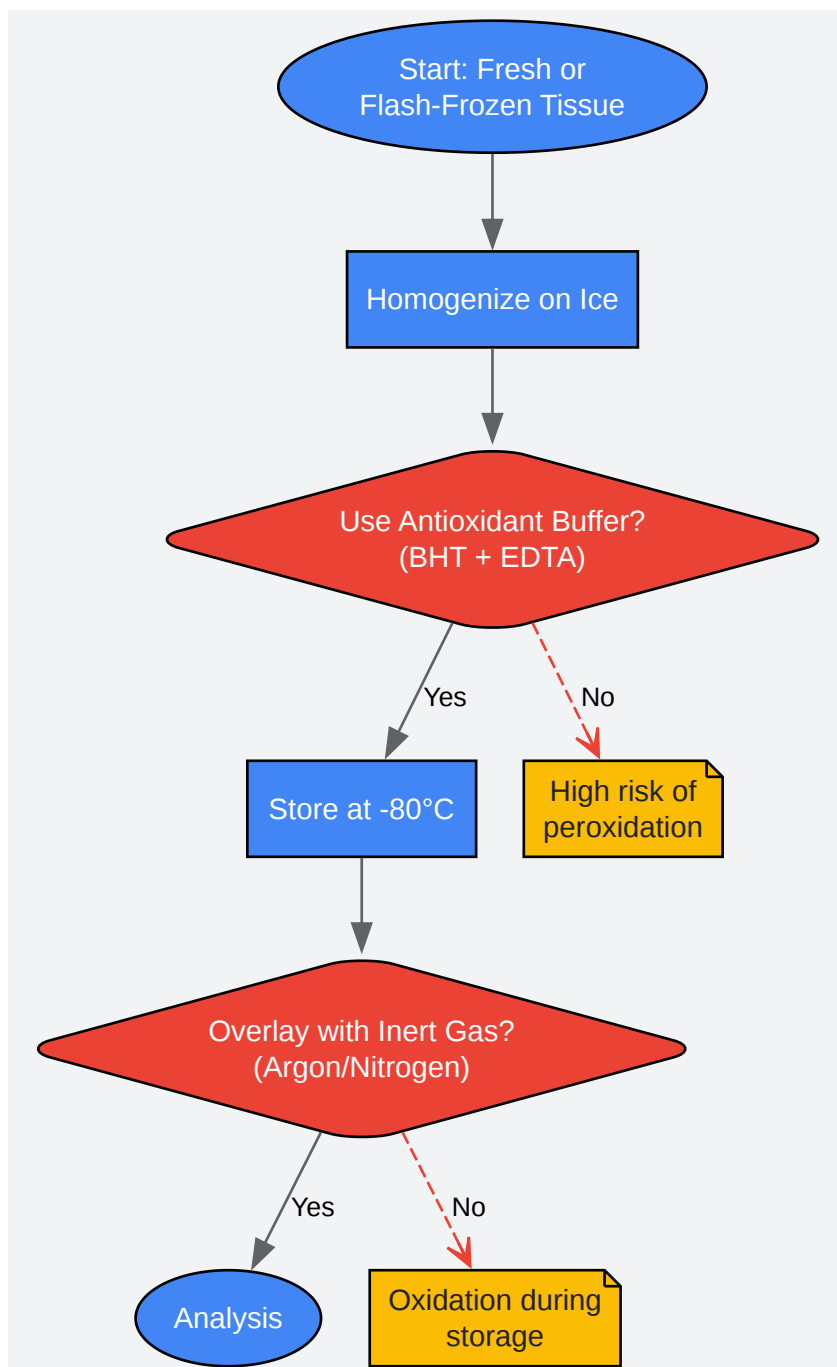 Start: Fresh or
Flash-Frozen Tissue
Homogenize on Ice
Use Antioxidant Buffer?
(BHT + EDTA)
Yes
No
Store at -80°C
High risk of
peroxidation
Overlay with Inert Gas?
(Argon/Nitrogen)
Yes
No
Analysis
Oxidation during
storage